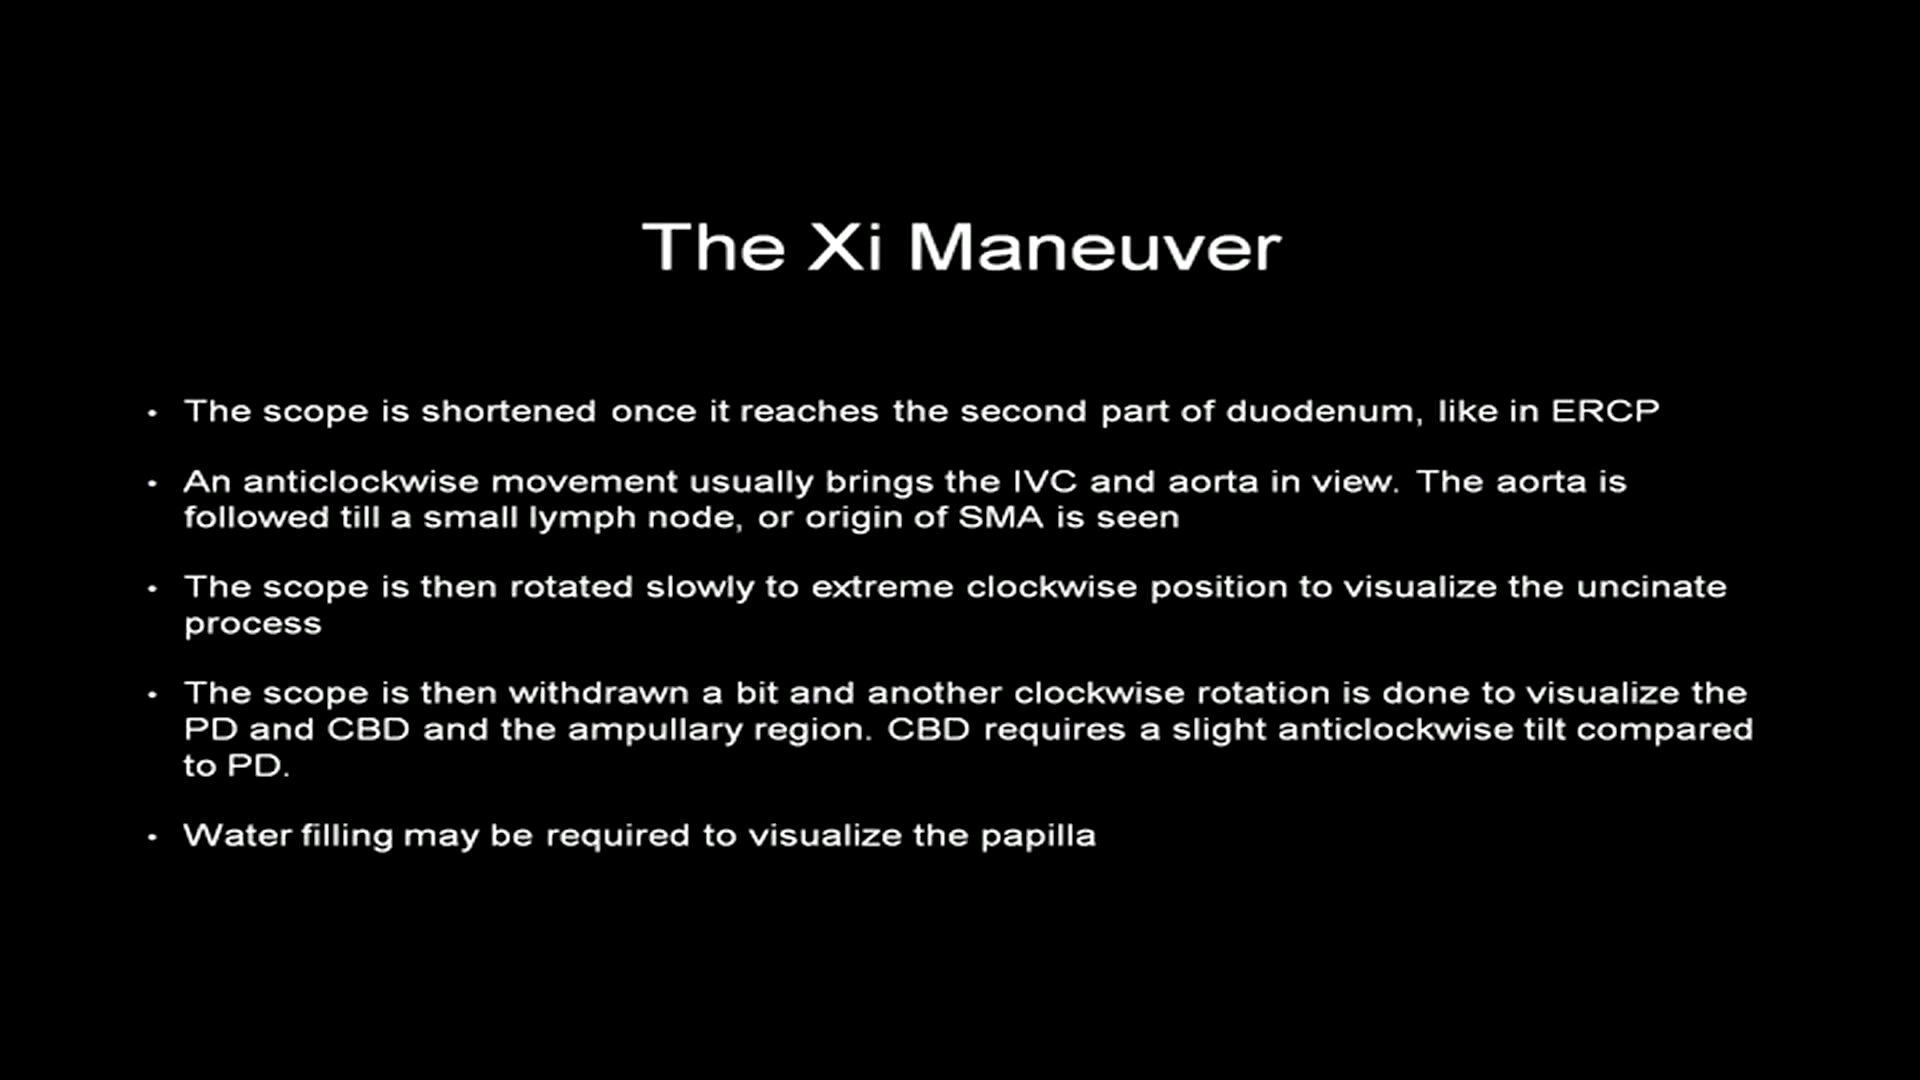 The Xi Maneuver
• The scope is shortened once it reaches the second part of duodenum, like in ERCP
• An anticlockwise movement usually brings the IVC and aorta in view. The aorta is
followed till a small lymph node, or origin of SMA is seen
• The scope is then rotated slowly to extreme clockwise position to visualize the uncinate
process
• The scope is then withdrawn a bit and another clockwise rotation is done to visualize the
PD and CBD and the ampullary region. CBD requires a slight anticlockwise tilt compared
to PD.
• Water filling may be required to visualize the papilla